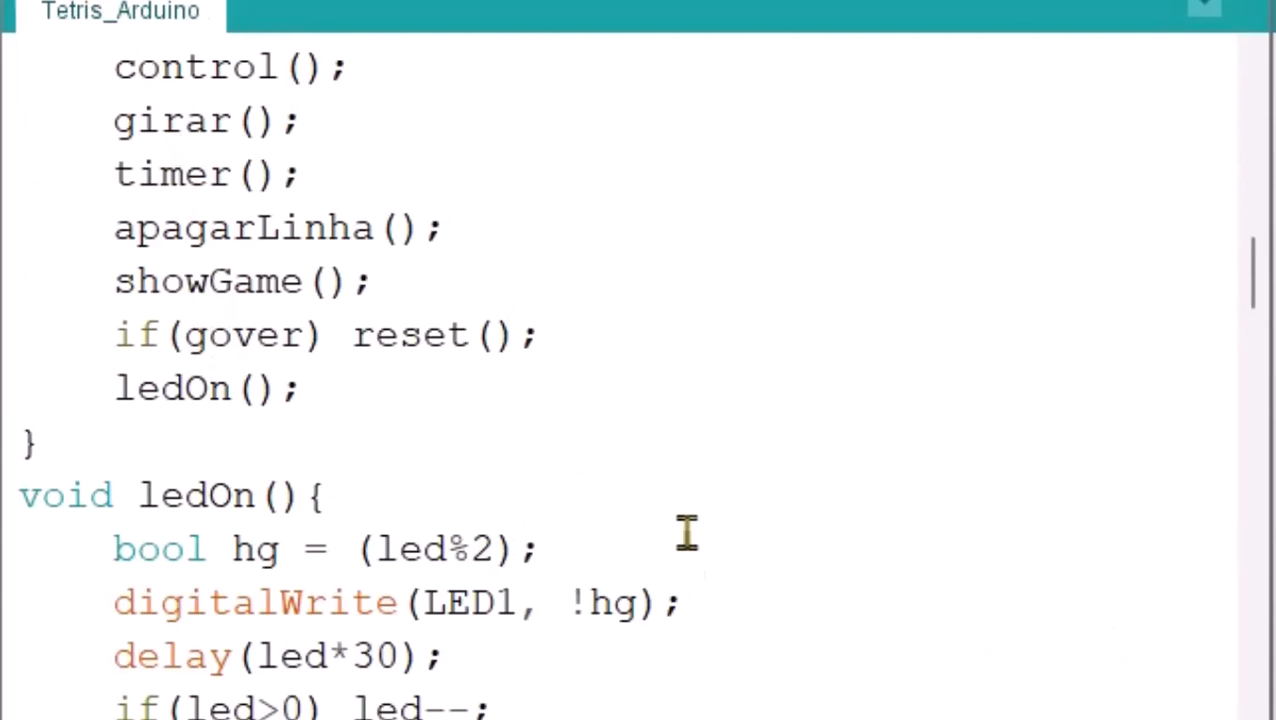 Tetris_Arduino
control();
girar();
timer();
apagarLinha();
showGame();
if(gover) reset();
ledOn();
}
void ledOn(){
bool hg = (led%2);
digitalWrite(LED1, !hg);
delay(led*30);
if(led>0) led--;